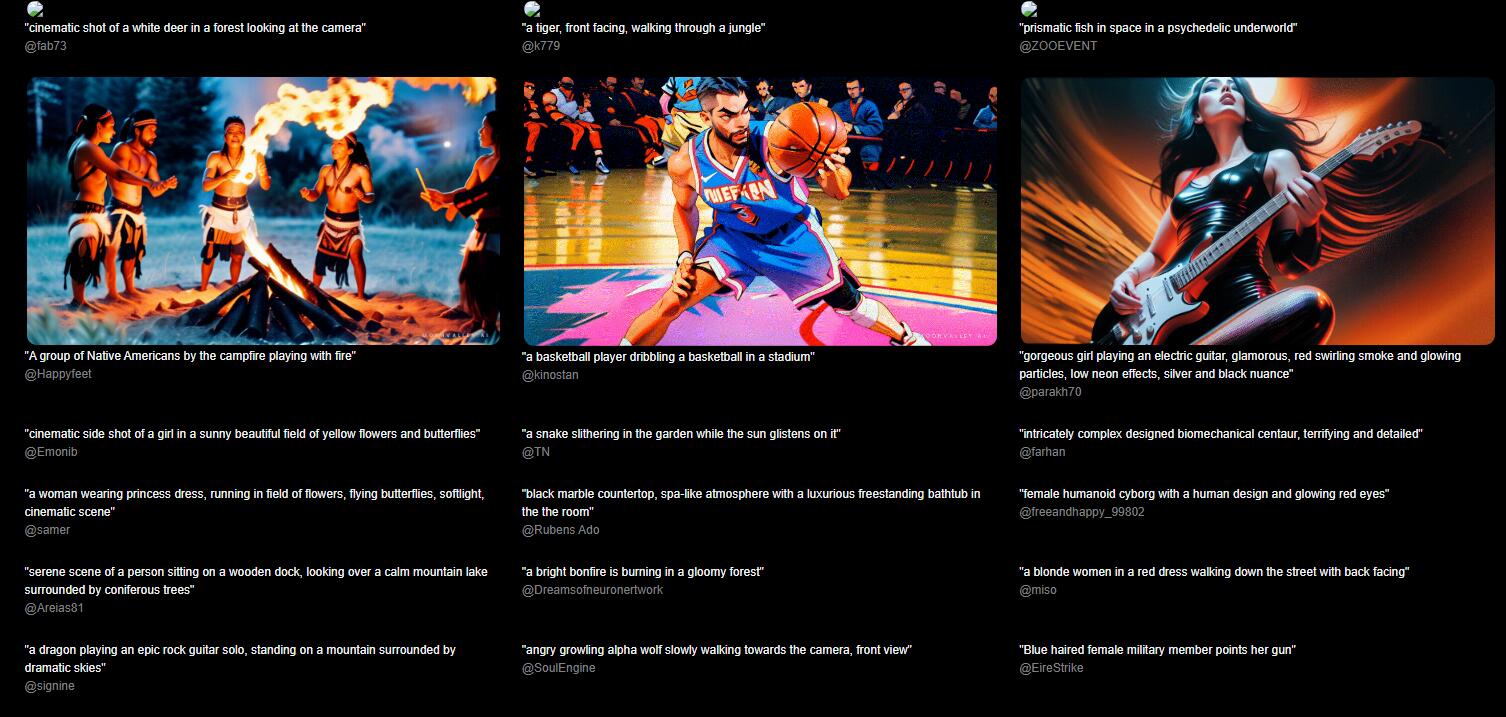 "cinematic shot of a white deer in a forest looking at the camera"
@fab73
"a tiger, front facing, walking through a jungle"
@k779
"prismatic fish in space in a psychedelic underworld"
@ZOOEVENT
MOONVALLEY AI
MOONVALLEY AI
"A group of Native Americans by the campfire playing with fire"
@Happyfeet
"a basketball player dribbling a basketball in a stadium"
@kinostan
"gorgeous girl playing an electric guitar, glamorous, red swirling smoke and glowing
particles, low neon effects, silver and black nuance"
@parakh70
"cinematic side shot of a girl in a sunny beautiful field of yellow flowers and butterflies"
@Emonib
"a snake slithering in the garden while the sun glistens on it"
@TN
"intricately complex designed biomechanical centaur, terrifying and detailed"
@farhan
"a woman wearing princess dress, running in field of flowers, flying butterflies, softlight,
cinematic scene"
@samer
"black marble countertop, spa-like atmosphere with a luxurious freestanding bathtub in
the the room"
@Rubens Ado
"female humanoid cyborg with a human design and glowing red eyes"
@freeandhappy_99802
"serene scene of a person sitting on a wooden dock, looking over a calm mountain lake
surrounded by coniferous trees"
@Areias81
"a bright bonfire is burning in a gloomy forest"
@Dreamsofneuronertwork
"a blonde women in a red dress walking down the street with back facing"
@miso
"a dragon playing an epic rock guitar solo, standing on a mountain surrounded by
dramatic skies"
@signine
"angry growling alpha wolf slowly walking towards the camera, front view"
@SoulEngine
"Blue haired female military member points her gun"
@EireStrike